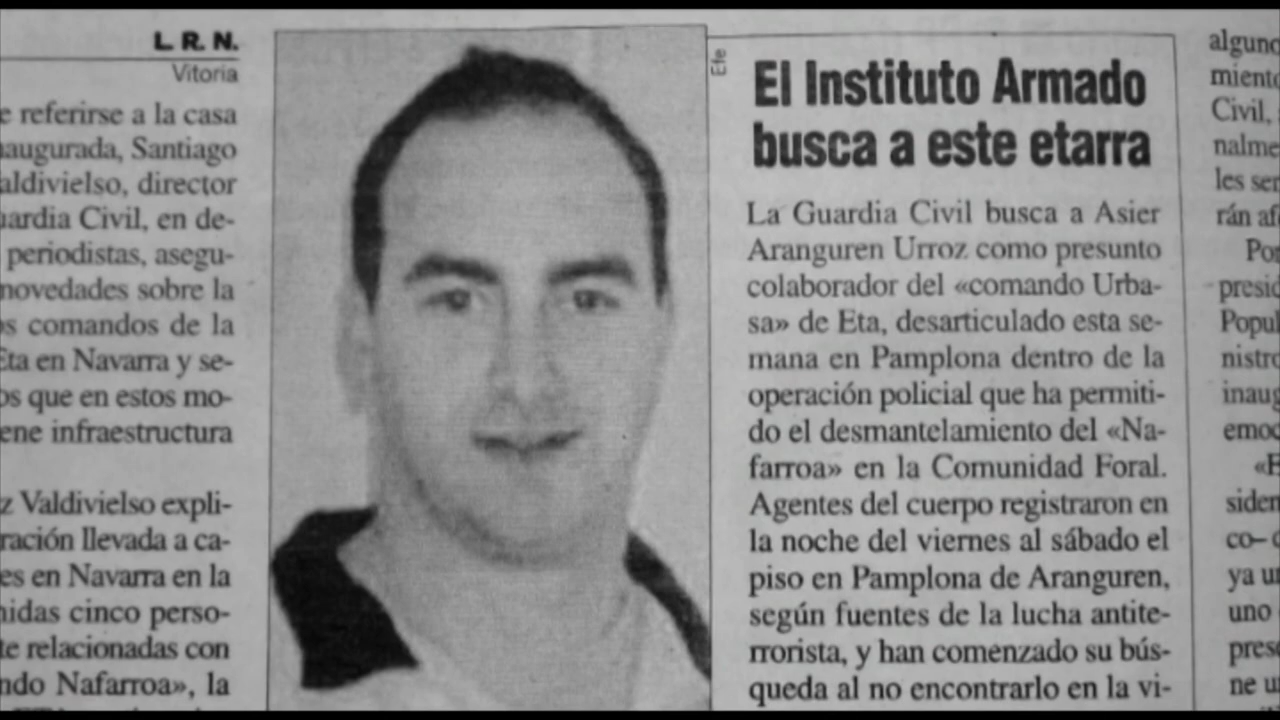 L. R. N.
Vitoria
e referirse a la casa
naugurada, Santiago
aldivielso, director
uardia Civil, en de-
periodistas, asegu-
novedades sobre la
os comandos de la
Eta en Navarra y se-
os que en estos mo-
ene infraestructura
z Valdivielso expli-
ración llevada a ca-
es en Navarra en la
nidas cinco perso-
te relacionadas con
ndo Nafarroa», la
Efe
El Instituto Armado
busca a este etarra
La Guardia Civil busca a Asier
Aranguren Urroz como presunto
colaborador del «comando Urba-
sa» de Eta, desarticulado esta se-
mana en Pamplona dentro de la
operación policial que ha permiti-
do el desmantelamiento del «Na-
farroa» en la Comunidad Foral.
Agentes del cuerpo registraron en
la noche del viernes al sábado el
piso en Pamplona de Aranguren,
según fuentes de la lucha antite-
rrorista, y han comenzado su bús-
queda al no encontrarlo en la vi-
alguno
miento
Civil,
nalme
les ser
rán af
Por
presid
Popul
nistro
inaug
emoc
«E
siden
co– c
ya un
uno
prese
ne u